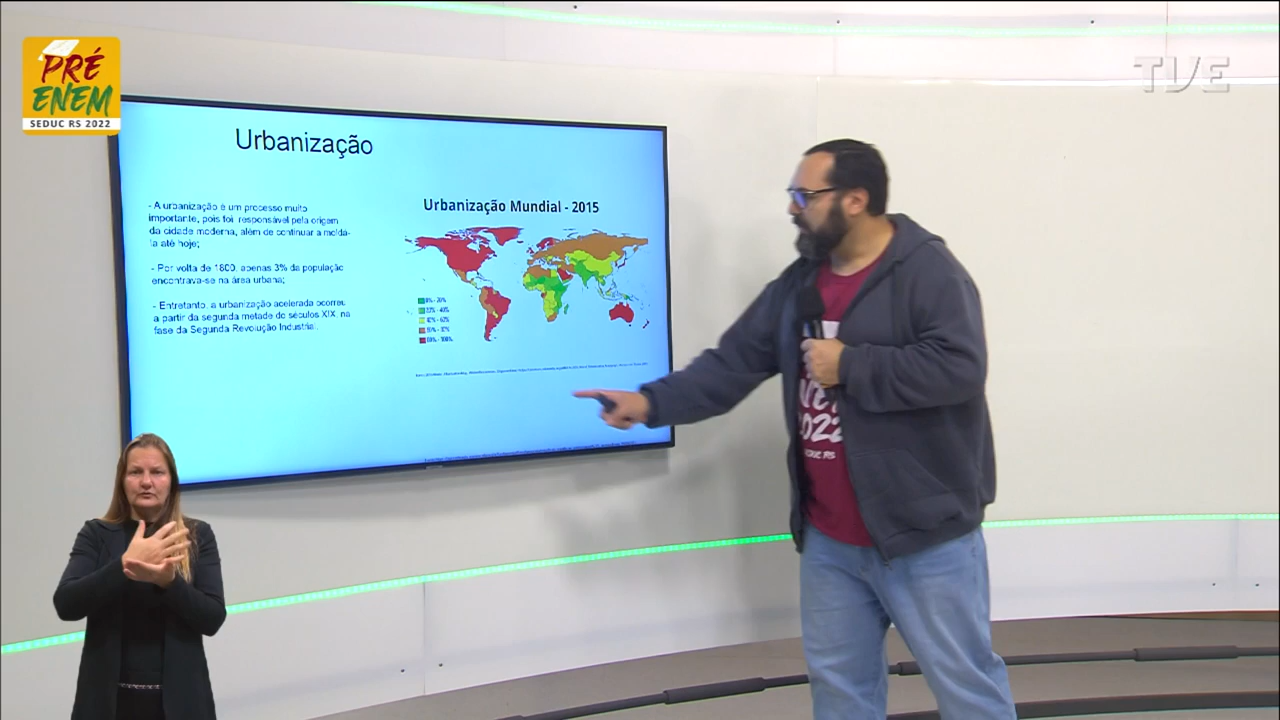 PRÉ
ENEM
SEDUC RS 2022
TVE
Urbanização
- A urbanização é um processo muito
importante, pois foi responsável pela origem
da cidade moderna, além de continuar a molda-
la até hoje;
- Por volta de 1800, apenas 3% da população
encontrava-se na área urbana;
- Entretanto, a urbanização acelerada ocorreu
a partir da segunda metade do séculos XIX, na
fase da Segunda Revolução Industrial.
Urbanização Mundial - 2015
2022
SEDUC RS